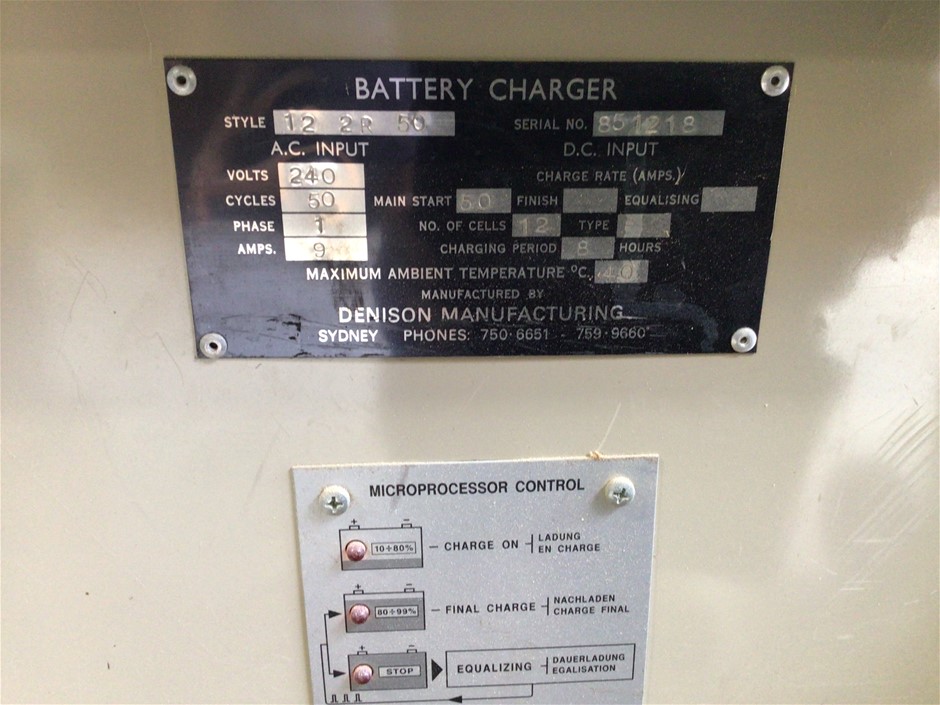 BATTERY CHARGER
STYLE 12 2R 50 SERIAL NO. 851218
A.C. INPUT D.C. INPUT
VOLTS 240 CHARGE RATE (AMPS.)
CYCLES 50 MAIN START 50 FINISH EQUALISING
PHASE 1 NO. OF CELLS 12 TYPE
AMPS. 9 CHARGING PERIOD 8 HOURS
MAXIMUM AMBIENT TEMPERATURE °C. 40
MANUFACTURED BY
DENISON MANUFACTURING
SYDNEY PHONES: 750·6651 - 759·9660
MICROPROCESSOR CONTROL
+ −
10÷80% — CHARGE ON LADUNG
EN CHARGE
+ −
80÷99% — FINAL CHARGE NACHLADEN
CHARGE FINAL
+ −
STOP EQUALIZING DAUERLADUNG
EGALISATION